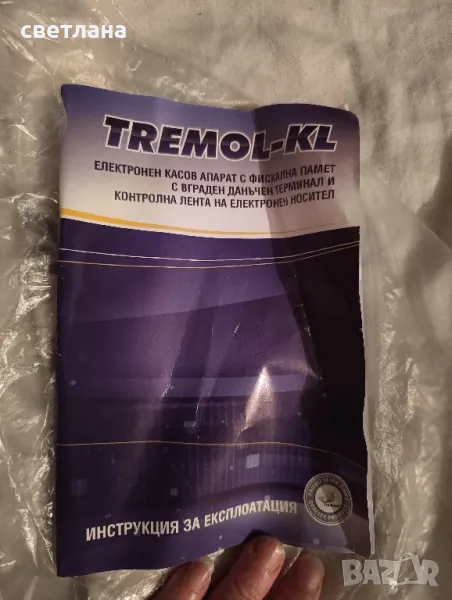 светлана
TREMOL-KL
ЕЛЕКТРОНЕН КАСОВ АПАРАТ С ФИСКАЛНА ПАМЕТ
С ВГРАДЕН ДАНЪЧЕН ТЕРМИНАЛ И
КОНТРОЛНА ЛЕНТА НА ЕЛЕКТРОНЕН НОСИТЕЛ
ИНСТРУКЦИЯ ЗА ЕКСПЛОАТАЦИЯ
BAZAR